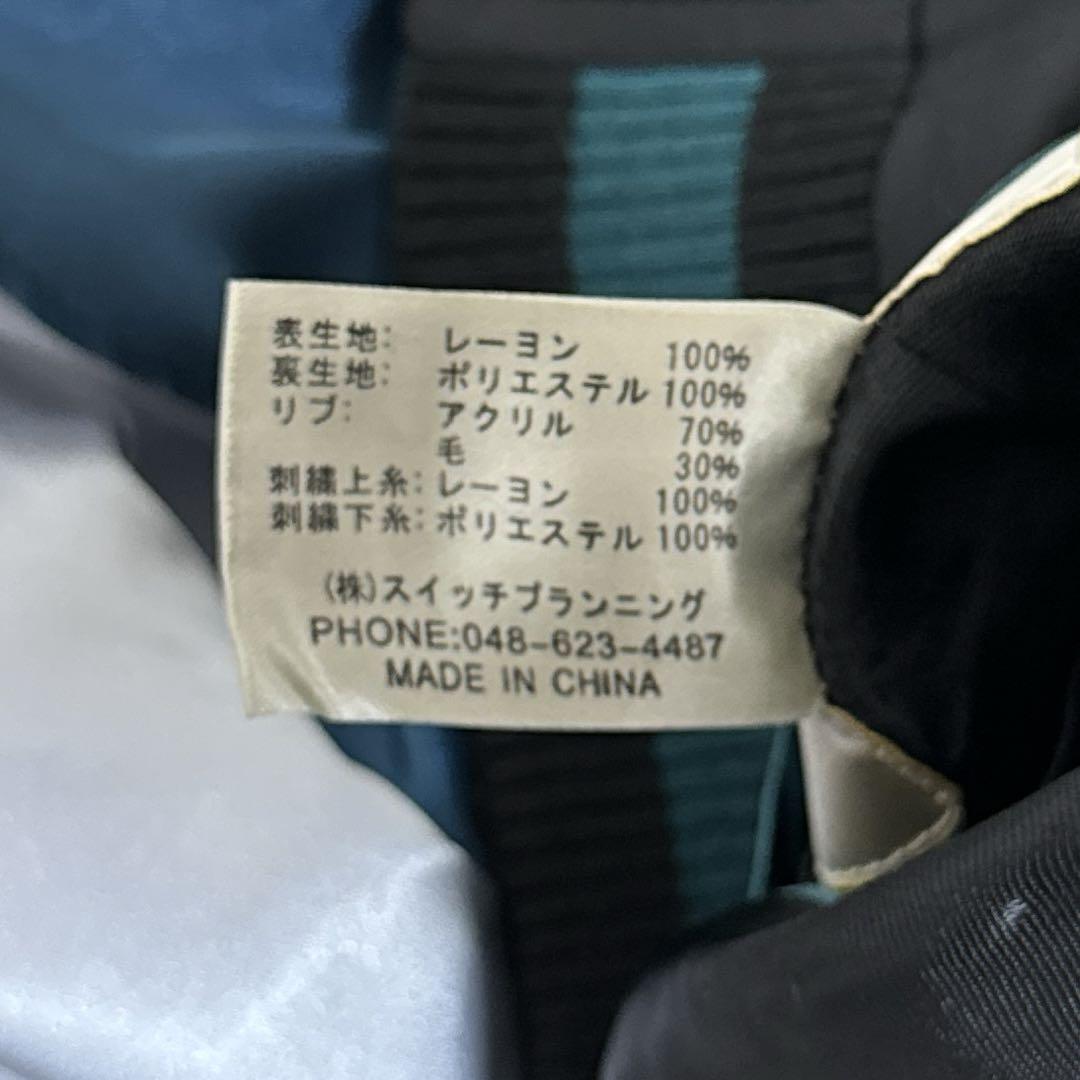 表生地: レーヨン 100%
裏生地: ポリエステル 100%
リブ: アクリル 70%
毛 30%
刺繍上糸: レーヨン 100%
刺繍下糸: ポリエステル 100%
(株)スイッチプランニング
PHONE:048-623-4487
MADE IN CHINA